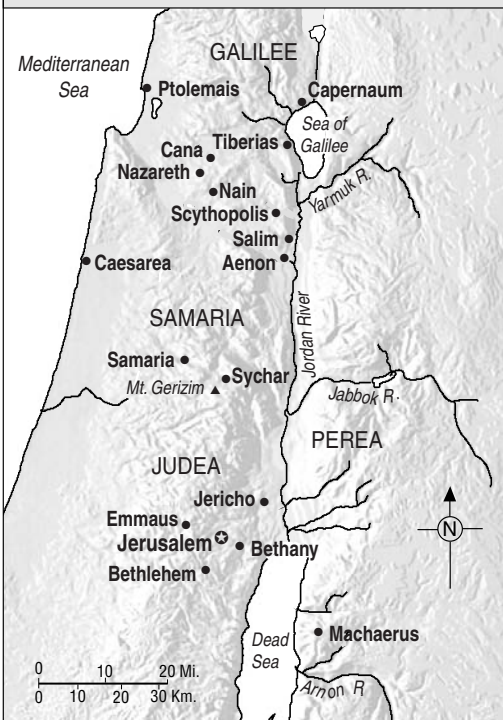 GALILEE
Mediterranean
Sea
Ptolemais
Capernaum
Sea of
Galilee
Tiberias
Cana
Nazareth
Nain
Yarmuk R.
Scythopolis
Salim
Aenon
Caesarea
Jordan River
SAMARIA
Samaria
Sychar
Mt. Gerizim
Jabbok R.
PEREA
JUDEA
Jericho
Emmaus
Jerusalem
Bethany
N
Bethlehem
Dead
Sea
Machaerus
Arnon R
0 20 Mi.
0 10 20 30 Km.